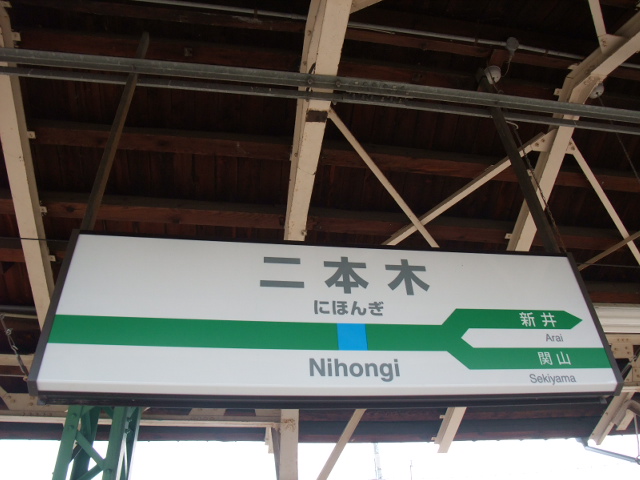 二本木
にほんぎ
新井
Arai
関山
Nihongi
Sekiyama